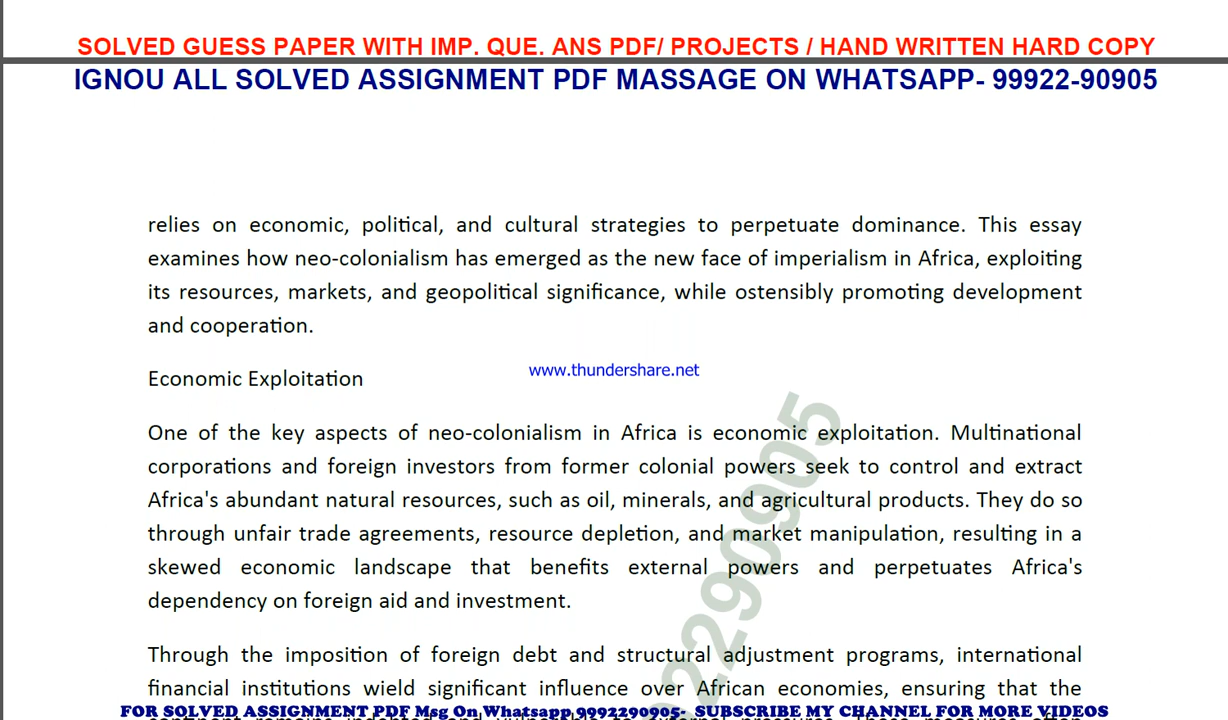 SOLVED GUESS PAPER WITH IMP. QUE. ANS PDF/ PROJECTS / HAND WRITTEN HARD COPY
IGNOU ALL SOLVED ASSIGNMENT PDF MASSAGE ON WHATSAPP- 99922-90905
relies on economic, political, and cultural strategies to perpetuate dominance. This essay
examines how neo-colonialism has emerged as the new face of imperialism in Africa, exploiting
its resources, markets, and geopolitical significance, while ostensibly promoting development
and cooperation.
www.thundershare.net
Economic Exploitation
One of the key aspects of neo-colonialism in Africa is economic exploitation. Multinational
corporations and foreign investors from former colonial powers seek to control and extract
Africa's abundant natural resources, such as oil, minerals, and agricultural products. They do so
through unfair trade agreements, resource depletion, and market manipulation, resulting in a
skewed economic landscape that benefits external powers and perpetuates Africa's
dependency on foreign aid and investment.
2290905
Through the imposition of foreign debt and structural adjustment programs, international
financial institutions wield significant influence over African economies, ensuring that the
FOR SOLVED ASSIGNMENT PDF Msg On Whatsapp 9992290905- SUBSCRIBE MY CHANNEL FOR MORE VIDEOS